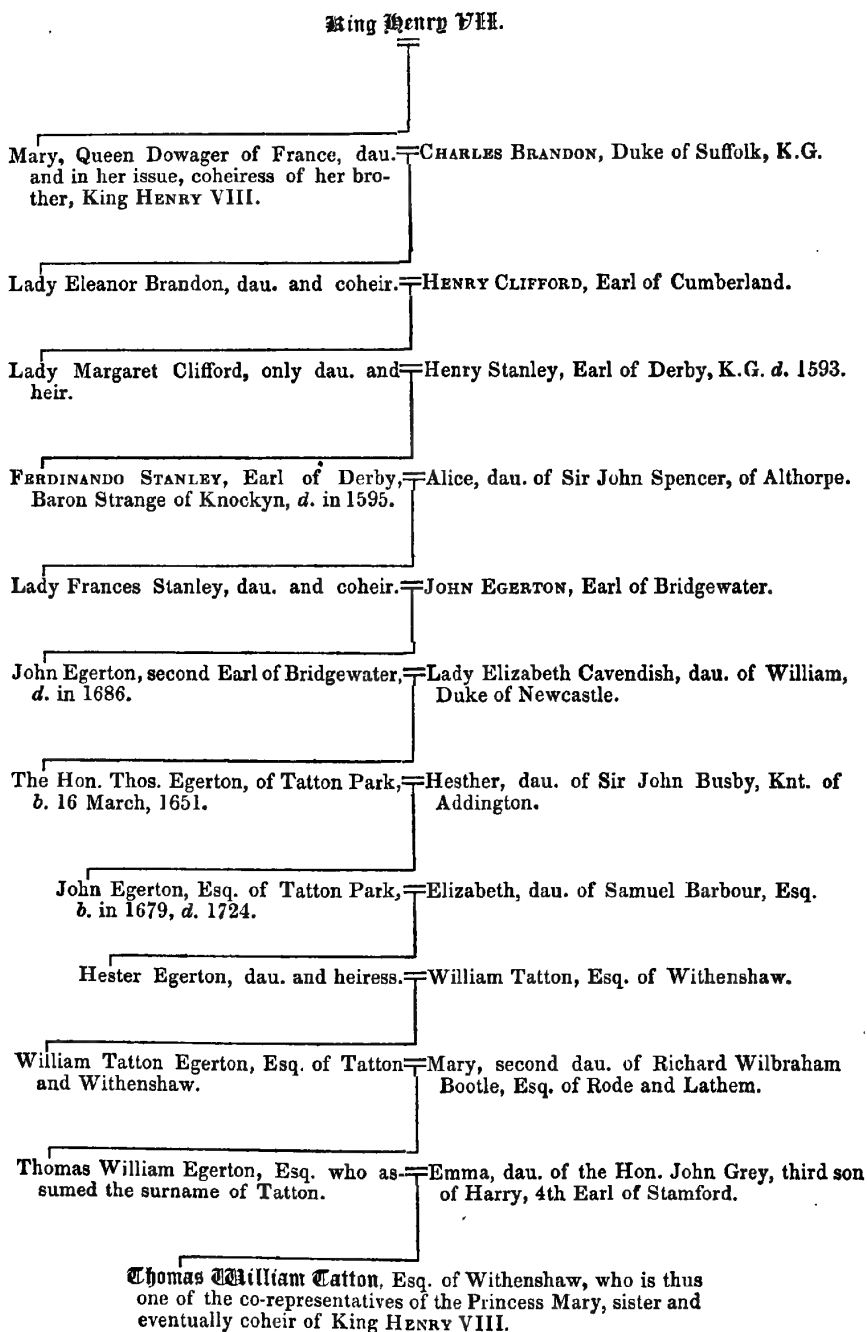 King Henry VII.
Mary, Queen Dowager of France, dau. = CHARLES BRANDON, Duke of Suffolk, K.G.
and in her issue, coheiress of her bro-
ther, King HENRY VIII.
Lady Eleanor Brandon, dau. and coheir. = HENRY CLIFFORD, Earl of Cumberland.
Lady Margaret Clifford, only dau. and = Henry Stanley, Earl of Derby, K.G. d. 1593.
heir.
FERDINANDO STANLEY, Earl of Derby, = Alice, dau. of Sir John Spencer, of Althorpe.
Baron Strange of Knockyn, d. in 1595.
Lady Frances Stanley, dau. and coheir. = JOHN EGERTON, Earl of Bridgewater.
John Egerton, second Earl of Bridgewater, = Lady Elizabeth Cavendish, dau. of William,
d. in 1686. Duke of Newcastle.
The Hon. Thos. Egerton, of Tatton Park, = Hesther, dau. of Sir John Busby, Knt. of
b. 16 March, 1651. Addington.
John Egerton, Esq. of Tatton Park, = Elizabeth, dau. of Samuel Barbour, Esq.
b. in 1679, d. 1724.
Hester Egerton, dau. and heiress. = William Tatton, Esq. of Withenshaw.
William Tatton Egerton, Esq. of Tatton = Mary, second dau. of Richard Wilbraham
and Withenshaw. Bootle, Esq. of Rode and Lathem.
Thomas William Egerton, Esq. who as- = Emma, dau. of the Hon. John Grey, third son
sumed the surname of Tatton. of Harry, 4th Earl of Stamford.
Thomas William Tatton, Esq. of Withenshaw, who is thus
one of the co-representatives of the Princess Mary, sister and
eventually coheir of King HENRY VIII.